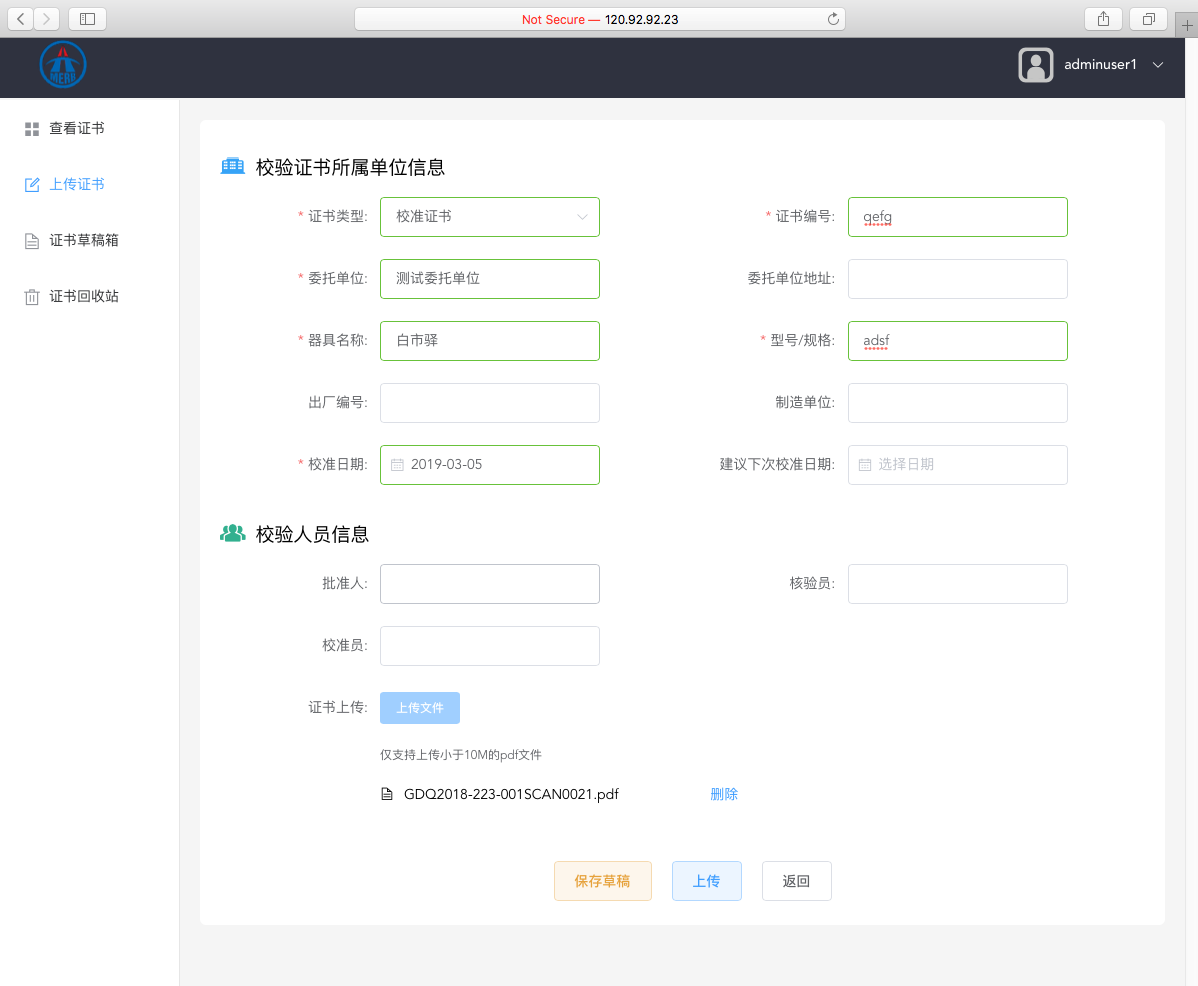 Not Secure — 120.92.92.23
MERH
adminuser1
查看证书
上传证书
证书草稿箱
证书回收站
校验证书所属单位信息
* 证书类型: 校准证书
* 证书编号: qefg
* 委托单位: 测试委托单位
委托单位地址:
* 器具名称: 白市驿
* 型号/规格: adsf
出厂编号:
制造单位:
* 校准日期: 2019-03-05
建议下次校准日期: 选择日期
校验人员信息
批准人:
核验员:
校准员:
证书上传: 上传文件
仅支持上传小于10M的pdf文件
GDQ2018-223-001SCAN0021.pdf 删除
保存草稿 上传 返回